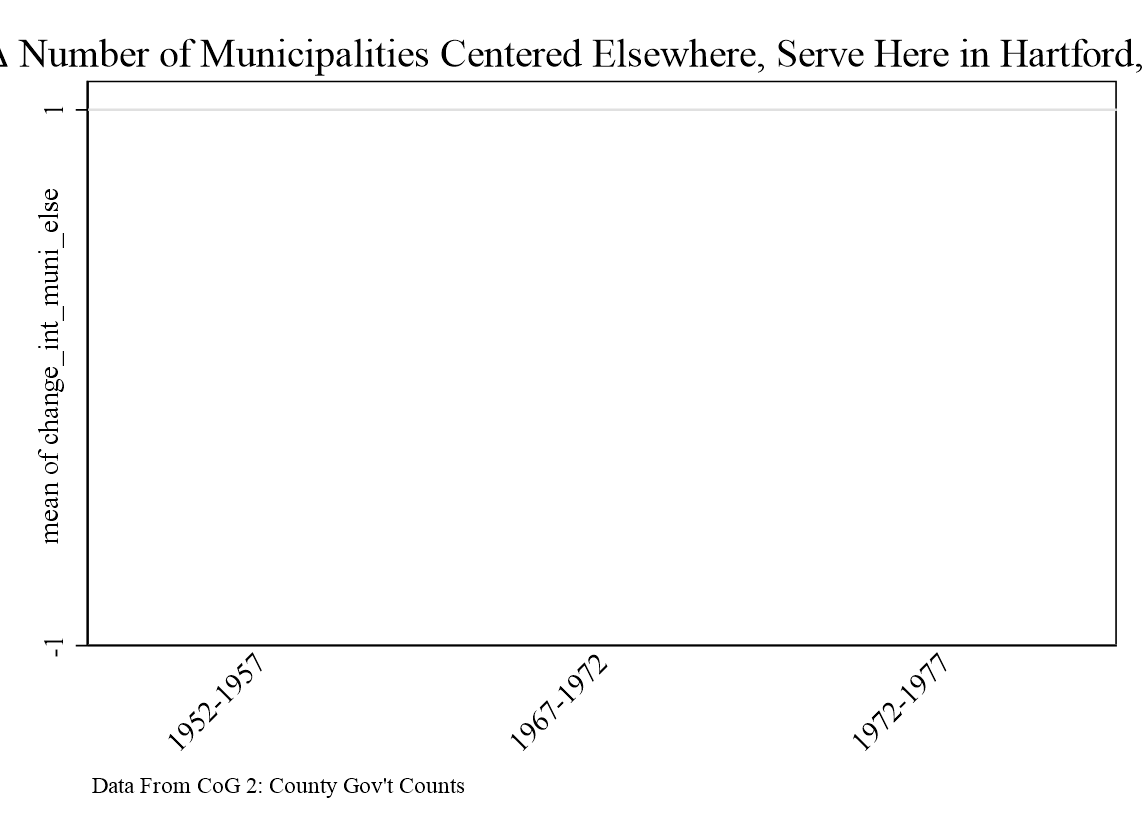 Δ Number of Municipalities Centered Elsewhere, Serve Here in Hartford,
1
mean of change_int_muni_else
-1
1952-1957
1967-1972
1972-1977
Data From CoG 2: County Gov't Counts